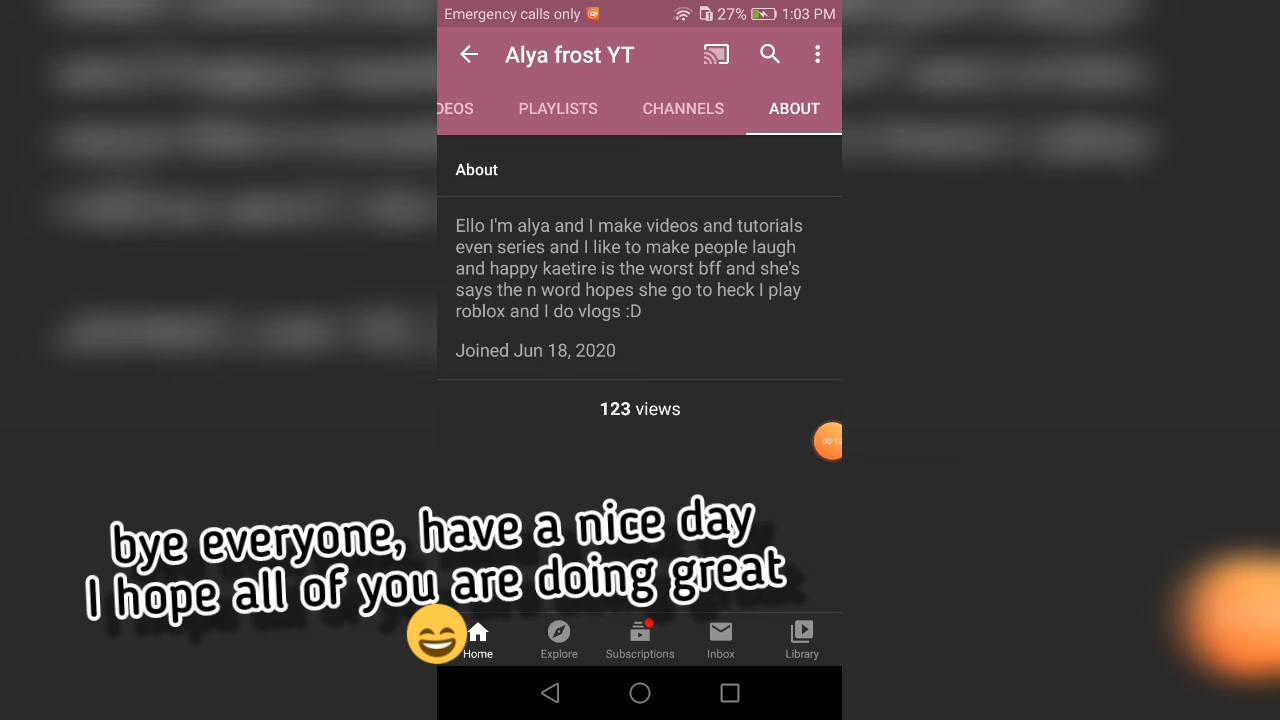 Emergency calls only 27% 1:03 PM
Alya frost YT
DEOS PLAYLISTS CHANNELS ABOUT
About
Ello I'm alya and I make videos and tutorials
even series and I like to make people laugh
and happy kaetire is the worst bff and she's
says the n word hopes she go to heck I play
roblox and I do vlogs :D
Joined Jun 18, 2020
123 views
bye everyone, have a nice day
I hope all of you are doing great
Home Explore Subscriptions Inbox Library